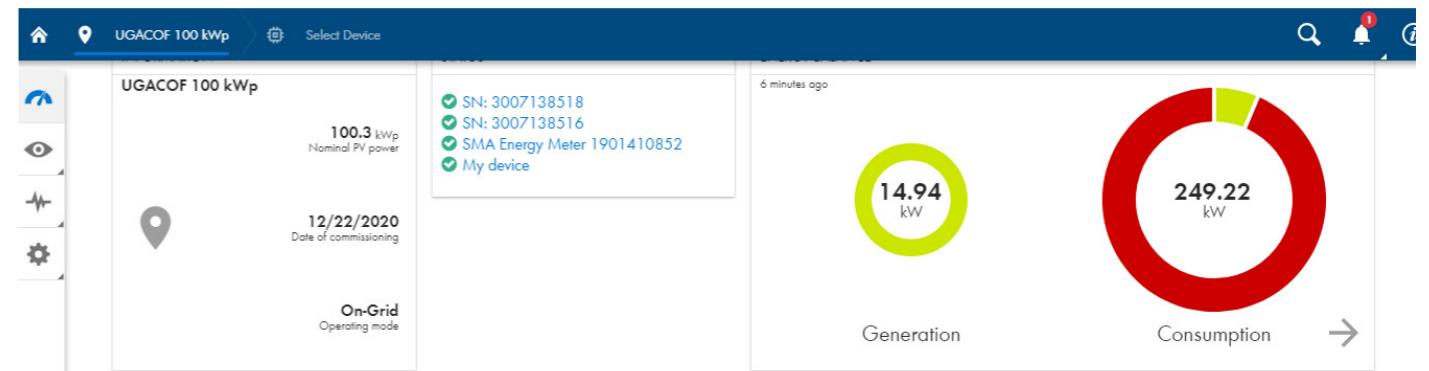 UGACOF 100 kWp
Select Device
1
UGACOF 100 kWp
100.3 kWp
Nominal PV power
12/22/2020
Date of commissioning
On-Grid
Operating mode
SN: 3007138518
SN: 3007138516
SMA Energy Meter 1901410852
My device
6 minutes ago
14.94
kW
Generation
249.22
kW
Consumption